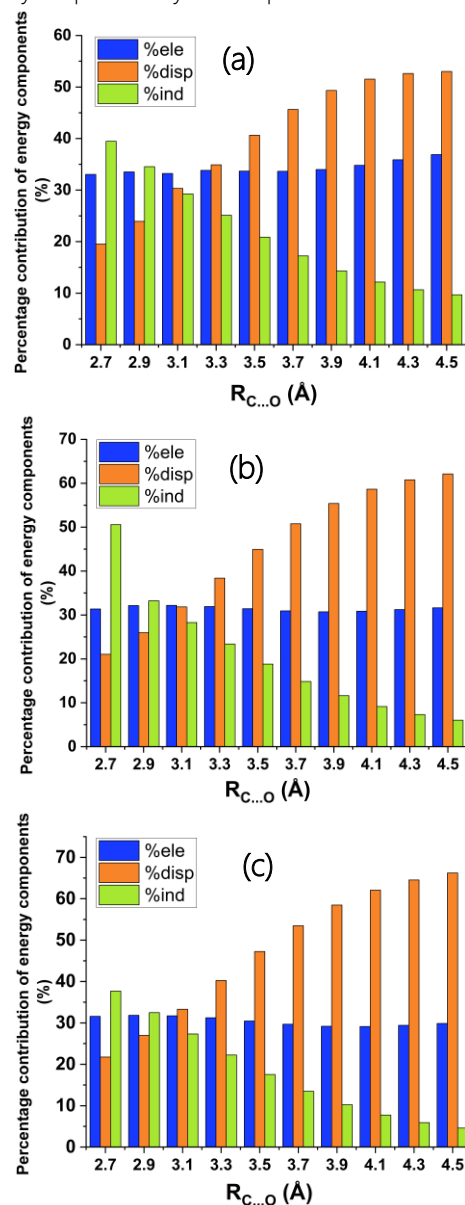 (a)
%ele
%disp
%ind
Percentage contribution of energy components
(%)
60
50
40
30
20
10
0
2.7 2.9 3.1 3.3 3.5 3.7 3.9 4.1 4.3 4.5
R_C...O (Å)
(b)
%ele
%disp
%ind
Percentage contribution of energy components
(%)
70
60
50
40
30
20
10
0
2.7 2.9 3.1 3.3 3.5 3.7 3.9 4.1 4.3 4.5
R_C...O (Å)
(c)
%ele
%disp
%ind
Percentage contribution of energy components
(%)
70
60
50
40
30
20
10
0
2.7 2.9 3.1 3.3 3.5 3.7 3.9 4.1 4.3 4.5
R_C...O (Å)